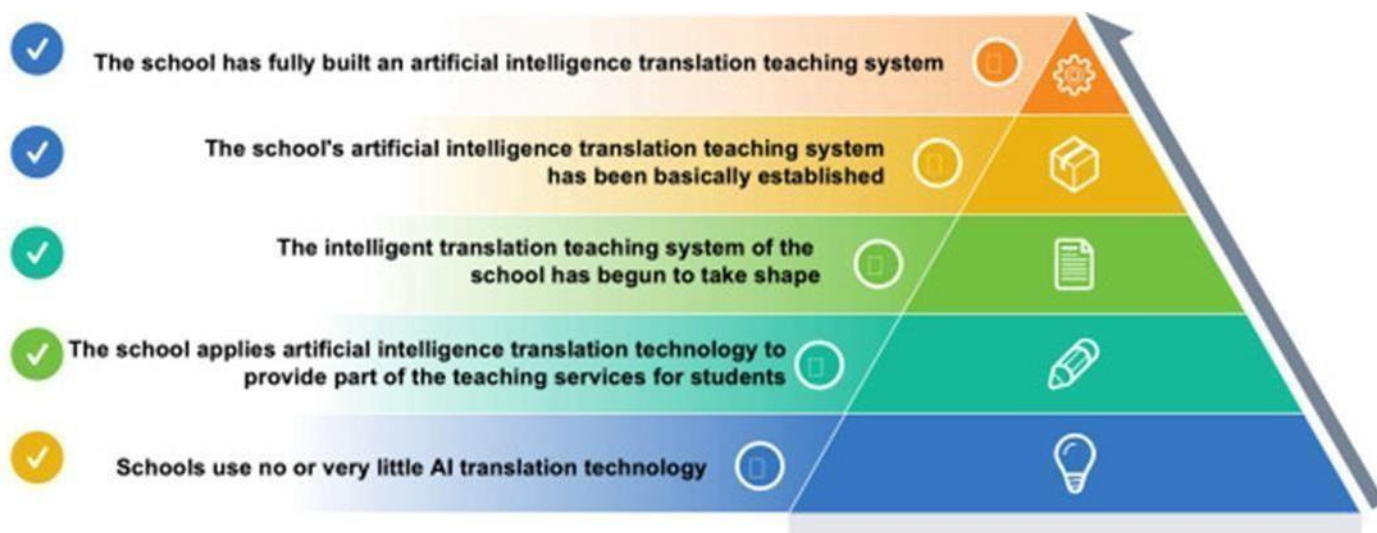 The school has fully built an artificial intelligence translation teaching system
The school's artificial intelligence translation teaching system
has been basically established
The intelligent translation teaching system of the
school has begun to take shape
The school applies artificial intelligence translation technology to
provide part of the teaching services for students
Schools use no or very little AI translation technology